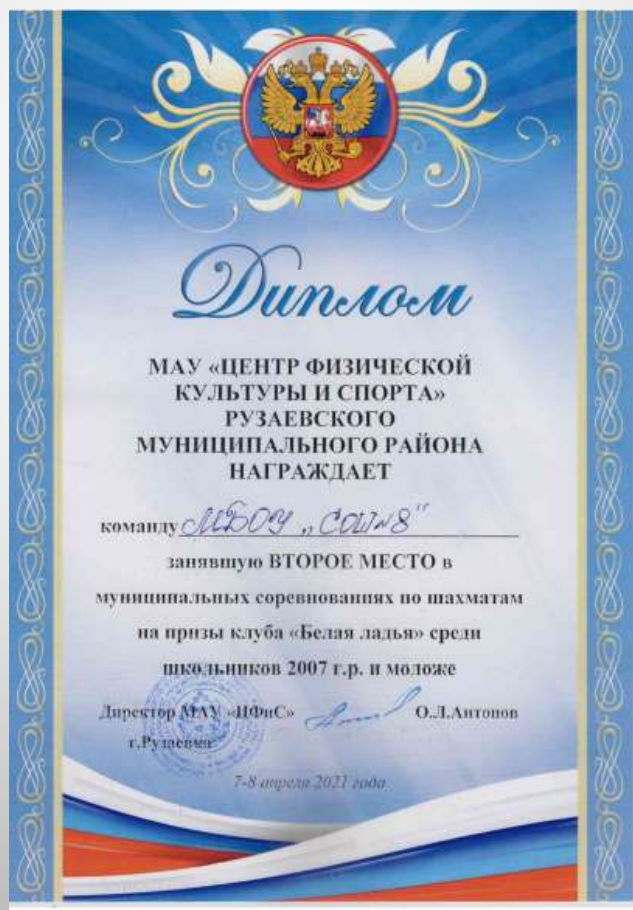 Диплом
МАУ «ЦЕНТР ФИЗИЧЕСКОЙ
КУЛЬТУРЫ И СПОРТА»
РУЗАЕВСКОГО
МУНИЦИПАЛЬНОГО РАЙОНА
НАГРАЖДАЕТ
команду МБОУ „СОШ№8"
занявшую ВТОРОЕ МЕСТО в
муниципальных соревнованиях по шахматам
на призы клуба «Белая ладья» среди
школьников 2007 г.р. и моложе
Директор МАУ «ЦФиС» О.Л.Антонов
г.Рузаевка
7-8 апреля 2021 года